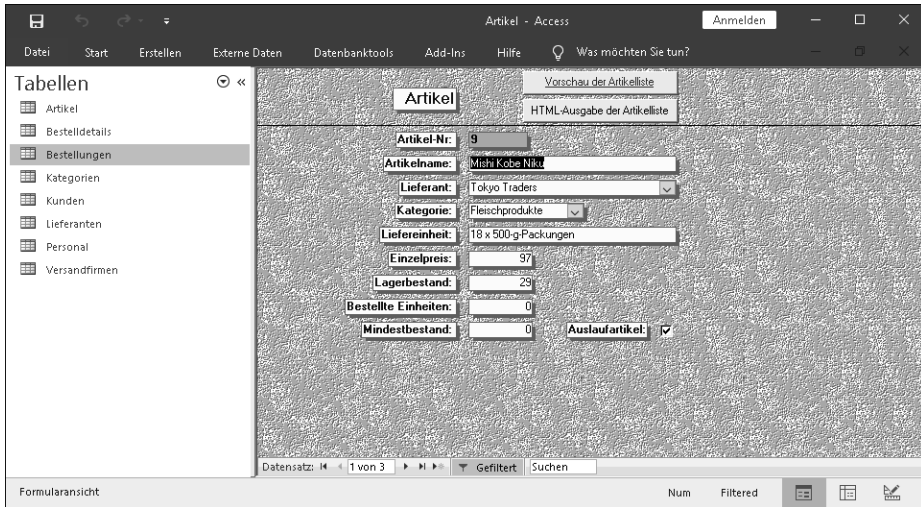 Artikel - Access
Anmelden
Datei Start Erstellen Externe Daten Datenbanktools Add-Ins Hilfe Was möchten Sie tun?
Tabellen
Artikel
Bestelldetails
Bestellungen
Kategorien
Kunden
Lieferanten
Personal
Versandfirmen
Artikel
Vorschau der Artikelliste
HTML-Ausgabe der Artikelliste
Artikel-Nr: 9
Artikelname: Mishi Kobe Niku
Lieferant: Tokyo Traders
Kategorie: Fleischprodukte
Liefereinheit: 18 x 500-g-Packungen
Einzelpreis: 97
Lagerbestand: 29
Bestellte Einheiten: 0
Mindestbestand: 0 Auslaufartikel:
Datensatz: 1 von 3 Gefiltert Suchen
Formularansicht Num Filtered